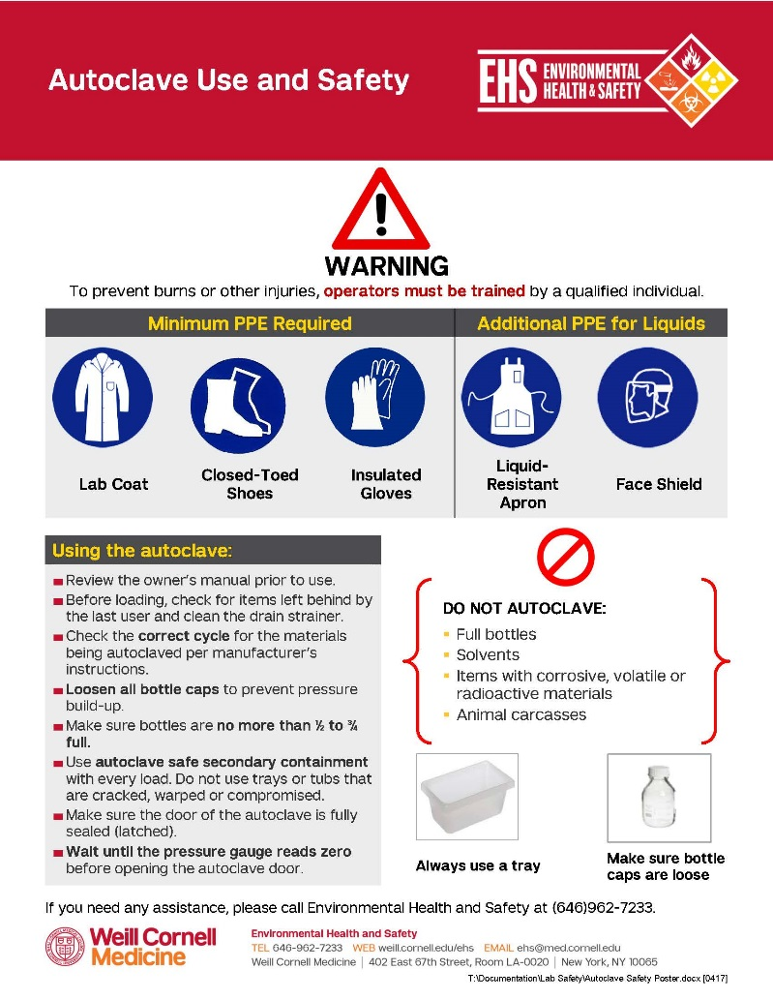 Autoclave Use and Safety
EHS ENVIRONMENTAL
HEALTH & SAFETY
WARNING
To prevent burns or other injuries, operators must be trained by a qualified individual.
Minimum PPE Required
Additional PPE for Liquids
Lab Coat
Closed-Toed
Shoes
Insulated
Gloves
Liquid-
Resistant
Apron
Face Shield
Using the autoclave:
Review the owner's manual prior to use.
Before loading, check for items left behind by
the last user and clean the drain strainer.
Check the correct cycle for the materials
being autoclaved per manufacturer's
instructions.
Loosen all bottle caps to prevent pressure
build-up.
Make sure bottles are no more than ½ to ¾
full.
Use autoclave safe secondary containment
with every load. Do not use trays or tubs that
are cracked, warped or compromised.
Make sure the door of the autoclave is fully
sealed (latched).
Wait until the pressure gauge reads zero
before opening the autoclave door.
DO NOT AUTOCLAVE:
Full bottles
Solvents
Items with corrosive, volatile or
radioactive materials
Animal carcasses
Always use a tray
Make sure bottle
caps are loose
If you need any assistance, please call Environmental Health and Safety at (646)962-7233.
Weill Cornell
Medicine
Environmental Health and Safety
TEL 646-962-7233 WEB weill.cornell.edu/ehs EMAIL ehs@med.cornell.edu
Weill Cornell Medicine | 402 East 67th Street, Room LA-0020 | New York, NY 10065
T:\Documentation\Lab Safety\Autoclave Safety Poster.docx [0417]